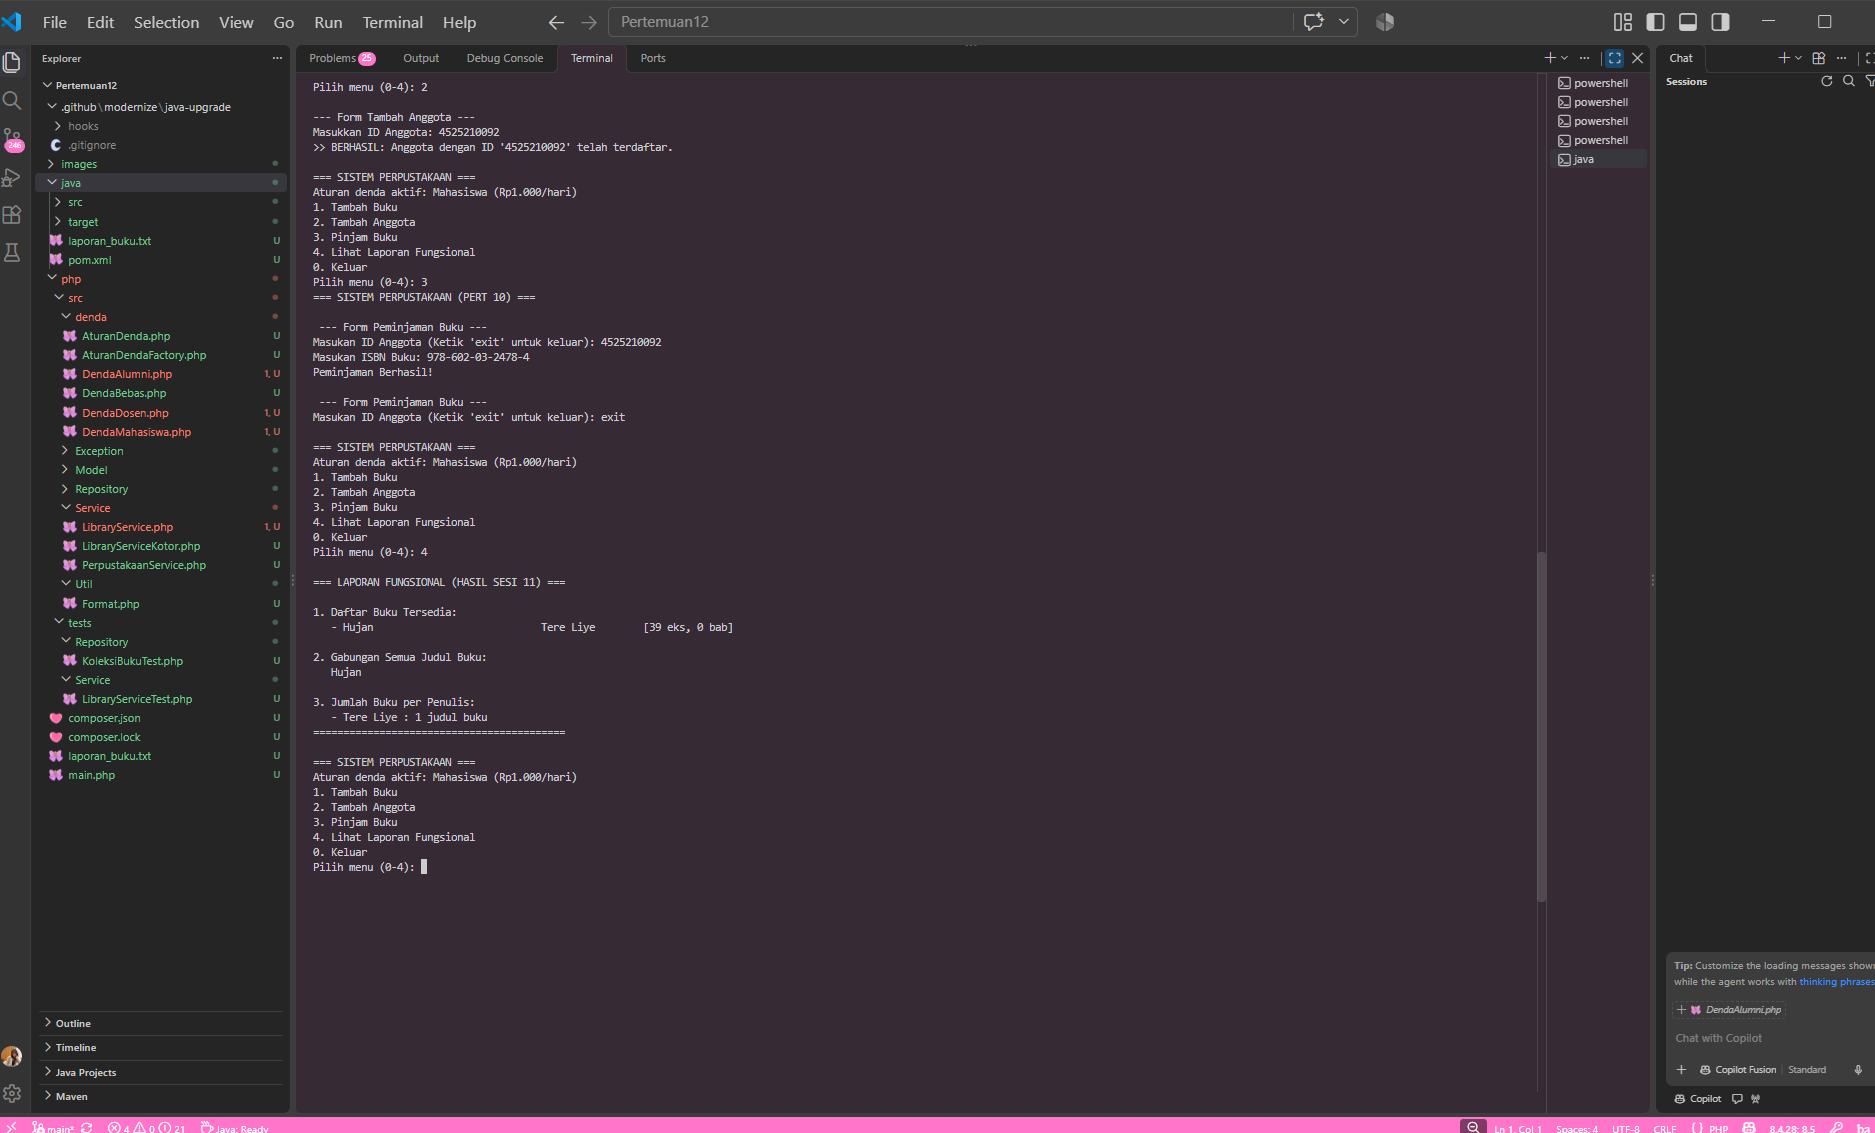 File Edit Selection View Go Run Terminal Help
Pertemuan12
Explorer
Pertemuan12
.github\modernize\java-upgrade
hooks
.gitignore
images
java
src
target
laporan_buku.txt U
pom.xml U
php
src
denda
AturanDenda.php U
AturanDendaFactory.php U
DendaAlumni.php 1, U
DendaBebas.php U
DendaDosen.php 1, U
DendaMahasiswa.php 1, U
Exception
Model
Repository
Service
LibraryService.php 1, U
LibraryServiceKotor.php U
PerpustakaanService.php U
Util
Format.php U
tests
Repository
KoleksiBukuTest.php U
Service
LibraryServiceTest.php U
composer.json U
composer.lock U
laporan_buku.txt U
main.php U
Outline
Timeline
Java Projects
Maven
246
Problems 25 Output Debug Console Terminal Ports
Pilih menu (0-4): 2
--- Form Tambah Anggota ---
Masukkan ID Anggota: 4525210092
>> BERHASIL: Anggota dengan ID '4525210092' telah terdaftar.
=== SISTEM PERPUSTAKAAN ===
Aturan denda aktif: Mahasiswa (Rp1.000/hari)
1. Tambah Buku
2. Tambah Anggota
3. Pinjam Buku
4. Lihat Laporan Fungsional
0. Keluar
Pilih menu (0-4): 3
=== SISTEM PERPUSTAKAAN (PERT 10) ===
--- Form Peminjaman Buku ---
Masukan ID Anggota (Ketik 'exit' untuk keluar): 4525210092
Masukan ISBN Buku: 978-602-03-2478-4
Peminjaman Berhasil!
--- Form Peminjaman Buku ---
Masukan ID Anggota (Ketik 'exit' untuk keluar): exit
=== SISTEM PERPUSTAKAAN ===
Aturan denda aktif: Mahasiswa (Rp1.000/hari)
1. Tambah Buku
2. Tambah Anggota
3. Pinjam Buku
4. Lihat Laporan Fungsional
0. Keluar
Pilih menu (0-4): 4
=== LAPORAN FUNGSIONAL (HASIL SESI 11) ===
1. Daftar Buku Tersedia:
- Hujan Tere Liye [39 eks, 0 bab]
2. Gabungan Semua Judul Buku:
Hujan
3. Jumlah Buku per Penulis:
- Tere Liye : 1 judul buku
==========================================
=== SISTEM PERPUSTAKAAN ===
Aturan denda aktif: Mahasiswa (Rp1.000/hari)
1. Tambah Buku
2. Tambah Anggota
3. Pinjam Buku
4. Lihat Laporan Fungsional
0. Keluar
Pilih menu (0-4):
powershell
powershell
powershell
powershell
java
Chat
Sessions
Tip: Customize the loading messages shown
while the agent works with thinking phrases
DendaAlumni.php
Chat with Copilot
Copilot Fusion Standard
Copilot
main* 4 0 21 Java: Ready Ln 1, Col 1 Spaces: 4 UTF-8 CRLF PHP